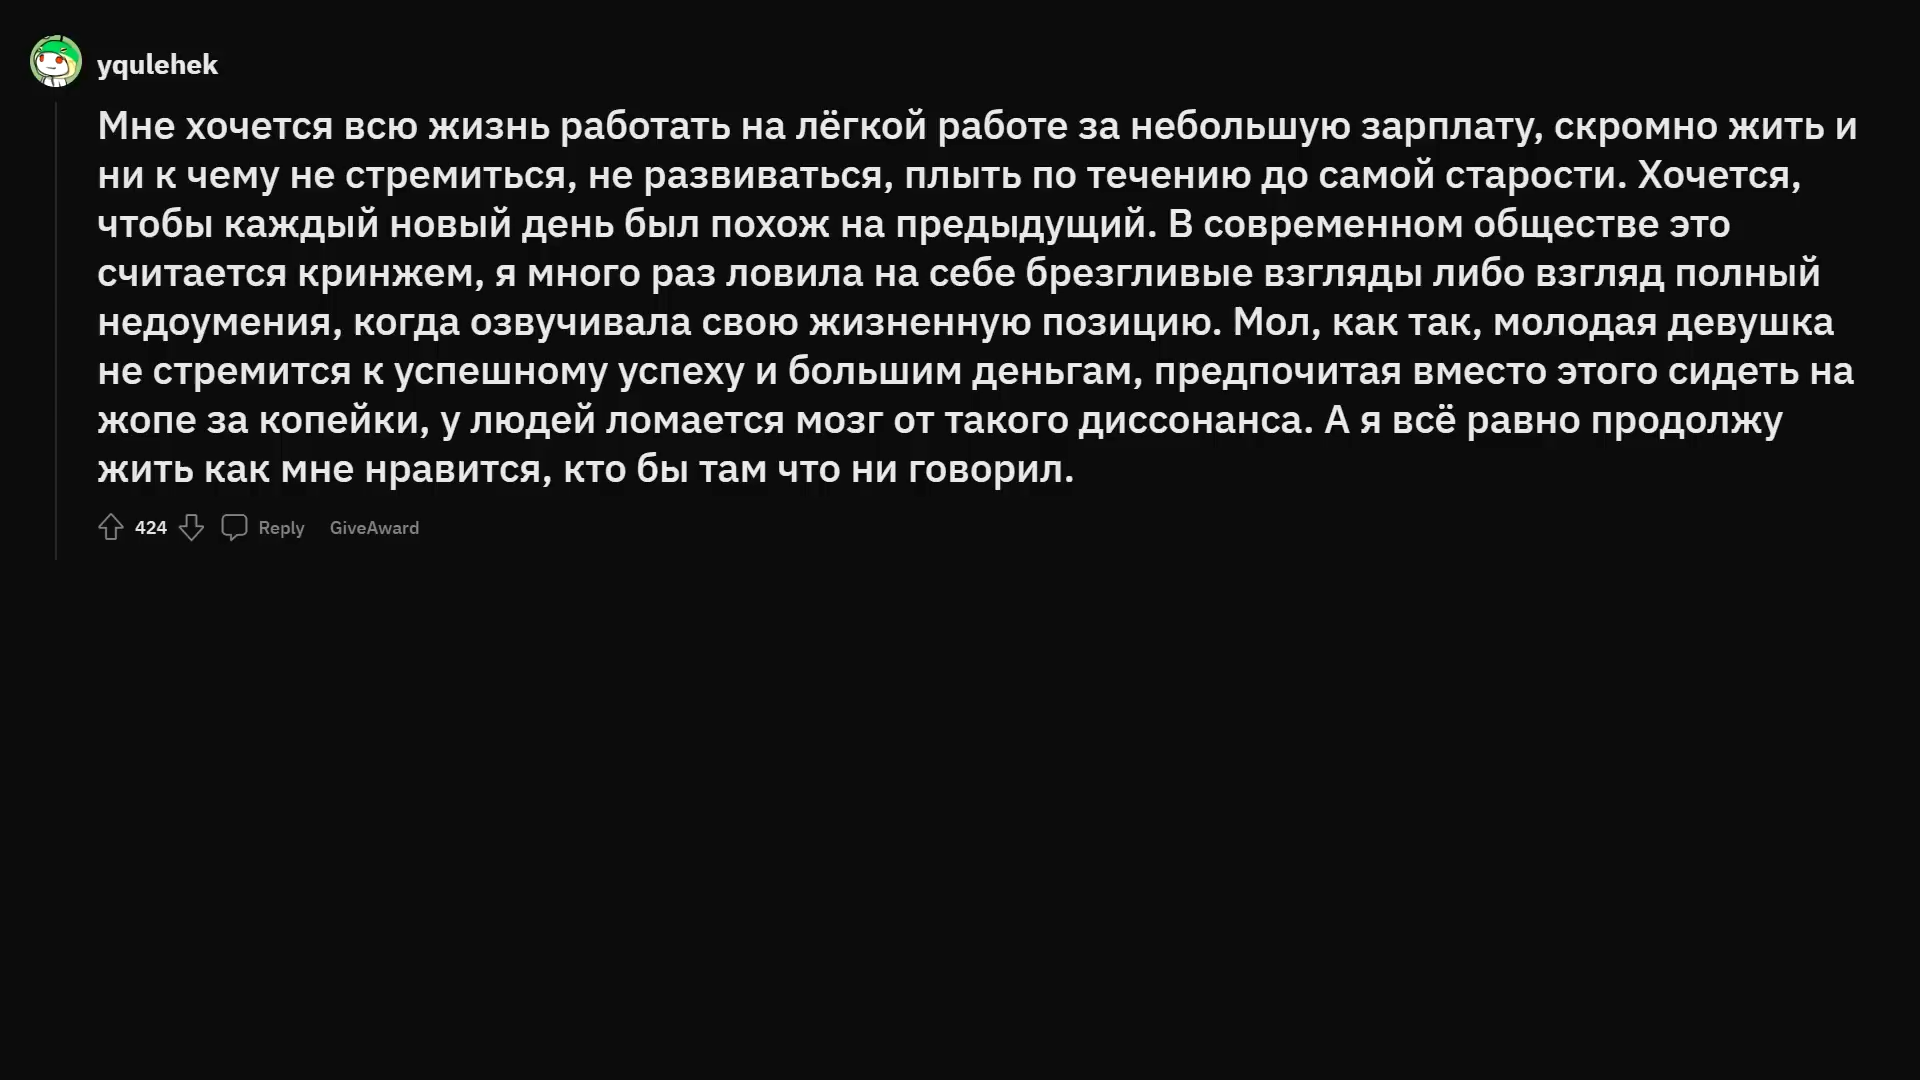 yqulehek
Мне хочется всю жизнь работать на лёгкой работе за небольшую зарплату, скромно жить и
ни к чему не стремиться, не развиваться, плыть по течению до самой старости. Хочется,
чтобы каждый новый день был похож на предыдущий. В современном обществе это
считается кринжем, я много раз ловила на себе брезгливые взгляды либо взгляд полный
недоумения, когда озвучивала свою жизненную позицию. Мол, как так, молодая девушка
не стремится к успешному успеху и большим деньгам, предпочитая вместо этого сидеть на
жопе за копейки, у людей ломается мозг от такого диссонанса. А я всё равно продолжу
жить как мне нравится, кто бы там что ни говорил.
424 Reply GiveAward